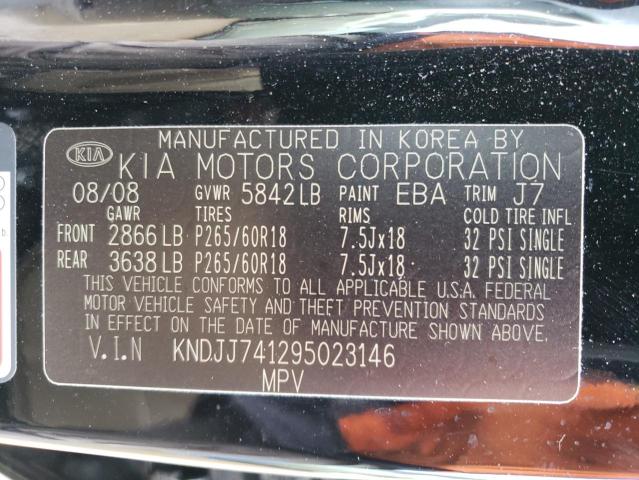 MANUFACTURED IN KOREA BY
KIA KIA MOTORS CORPORATION
08/08 GVWR 5842LB PAINT EBA TRIM J7
GAWR TIRES RIMS COLD TIRE INFL
FRONT 2866LB P265/60R18 7.5Jx18 32 PSI SINGLE
REAR 3638LB P265/60R18 7.5Jx18 32 PSI SINGLE
THIS VEHICLE CONFORMS TO ALL APPLICABLE U.S.A. FEDERAL
MOTOR VEHICLE SAFETY AND THEFT PREVENTION STANDARDS
IN EFFECT ON THE DATE OF MANUFACTURE SHOWN ABOVE.
V.I.N KNDJJ741295023146
MPV